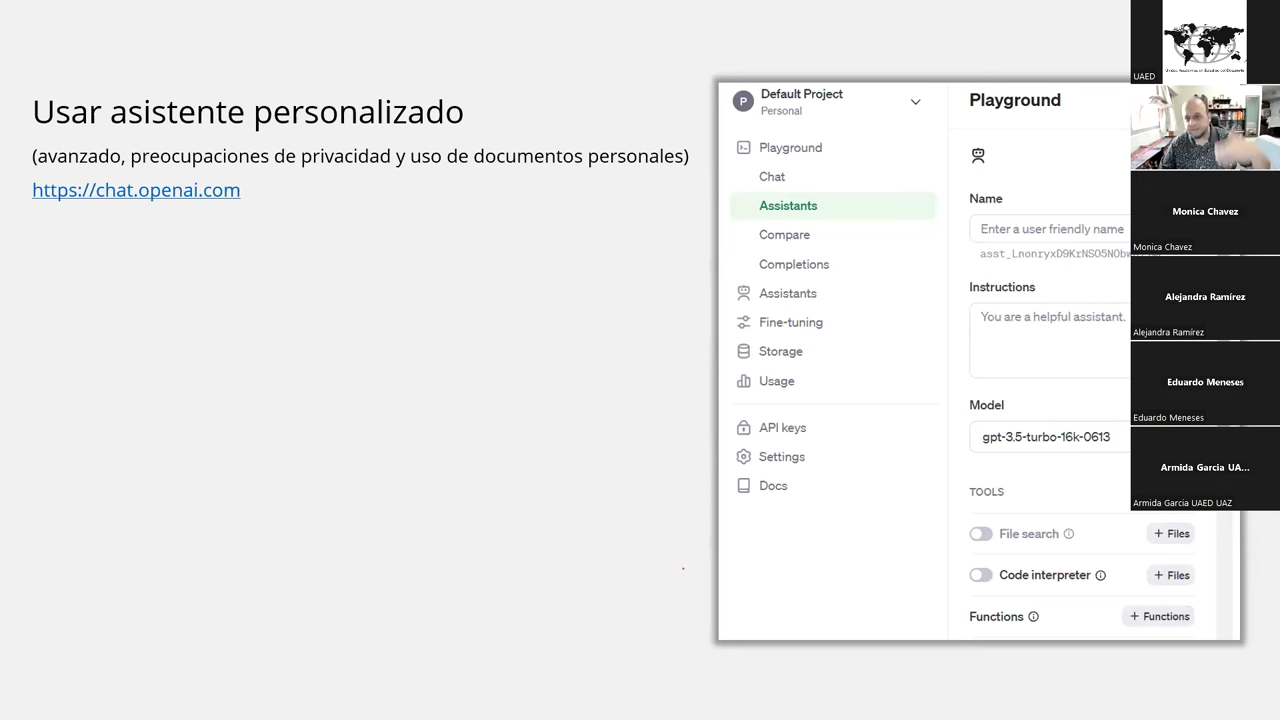 Usar asistente personalizado
(avanzado, preocupaciones de privacidad y uso de documentos personales)
https://chat.openai.com
P
Default Project
Personal
Playground
Chat
Assistants
Compare
Completions
Assistants
Fine-tuning
Storage
Usage
API keys
Settings
Docs
Playground
Name
Enter a user friendly name
Instructions
You are a helpful assistant.
Model
gpt-3.5-turbo-16k-0613
TOOLS
File search
+ Files
Code interpreter
+ Files
Functions
+ Functions
UAED
Monica Chavez
Monica Chavez
Alejandra Ramírez
Alejandra Ramírez
Eduardo Meneses
Eduardo Meneses
Armida Garcia UA...
Armida Garcia UAED UAZ